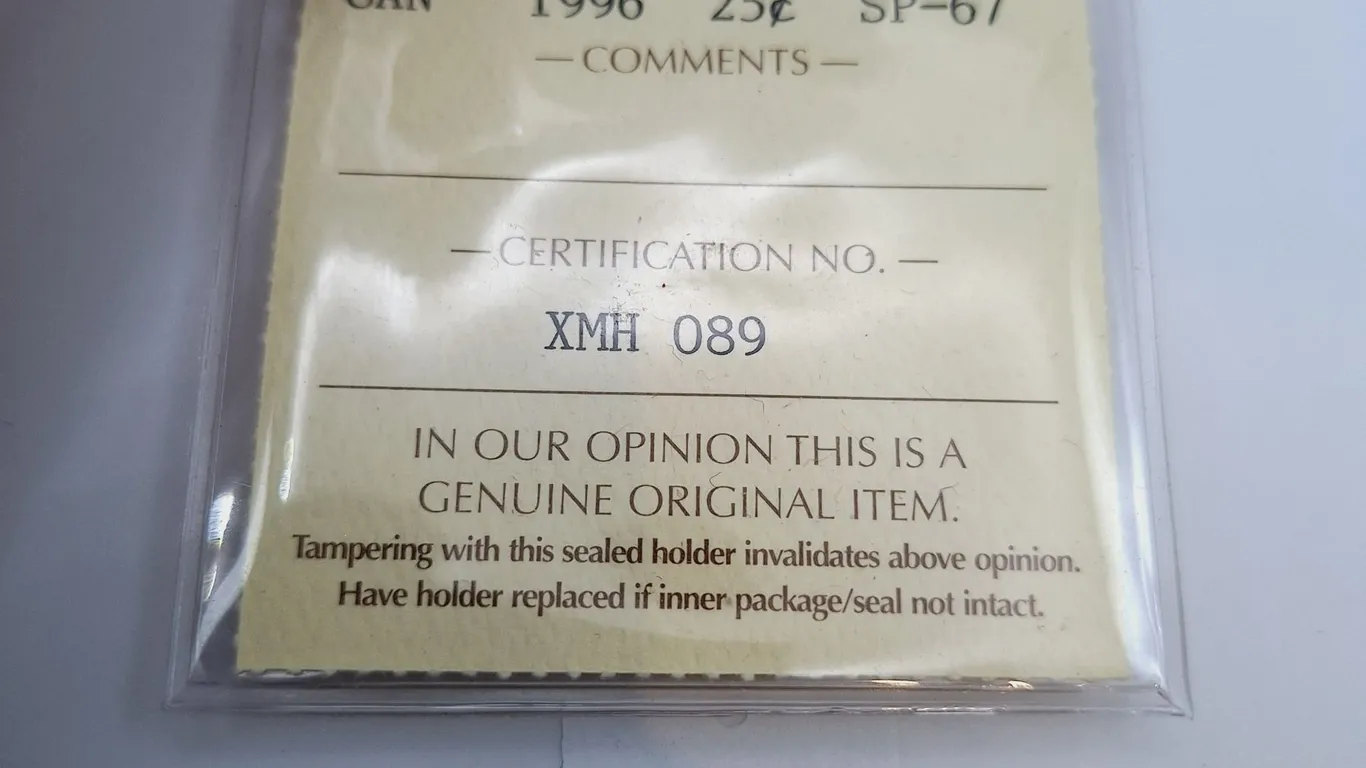 CAN 1996 25¢ SP-67
— COMMENTS —
— CERTIFICATION NO. —
XMH 089
IN OUR OPINION THIS IS A
GENUINE ORIGINAL ITEM.
Tampering with this sealed holder invalidates above opinion.
Have holder replaced if inner package/seal not intact.